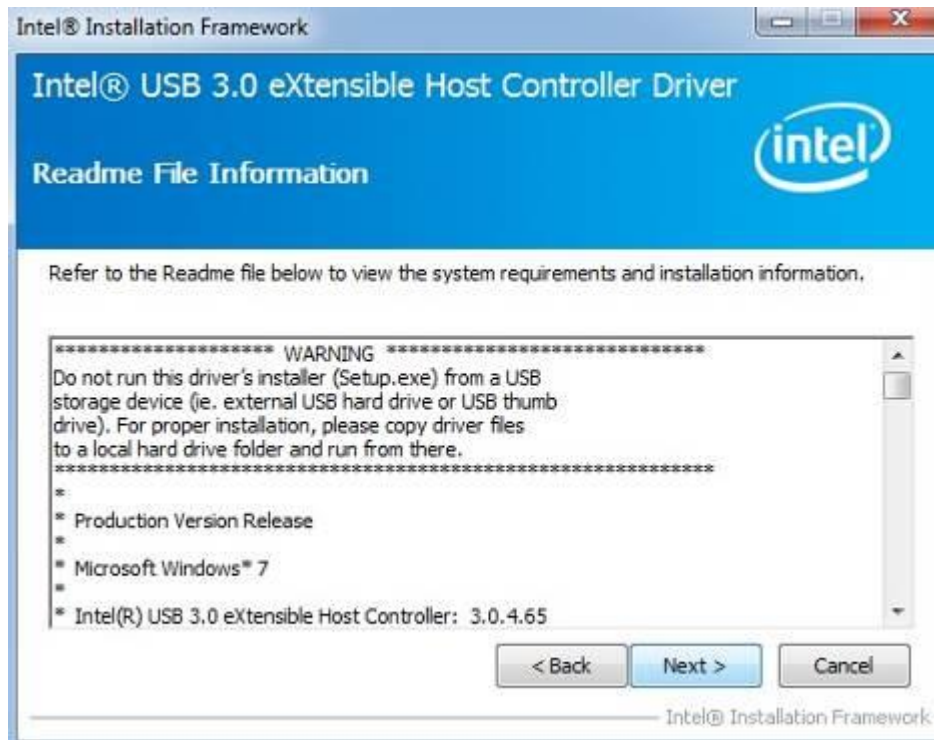 Intel® Installation Framework
Intel® USB 3.0 eXtensible Host Controller Driver
intel
Readme File Information
Refer to the Readme file below to view the system requirements and installation information.
******************** WARNING *****************************
Do not run this driver's installer (Setup.exe) from a USB
storage device (ie. external USB hard drive or USB thumb
drive). For proper installation, please copy driver files
to a local hard drive folder and run from there.
************************************************************
*
* Production Version Release
*
* Microsoft Windows* 7
*
* Intel(R) USB 3.0 eXtensible Host Controller: 3.0.4.65
< Back Next > Cancel
Intel® Installation Framework